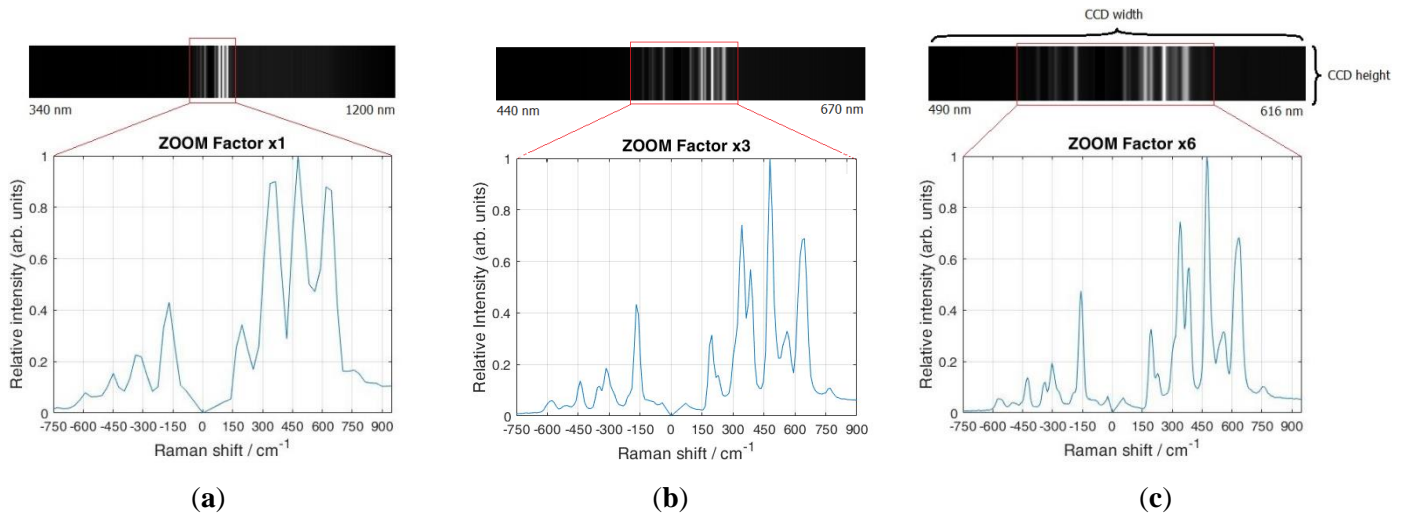 CCD width
CCD height
340 nm 1200 nm
440 nm 670 nm
490 nm 616 nm
ZOOM Factor x1
Relative intensity (arb. units)
1
0.8
0.6
0.4
0.2
0
-750 -600 -450 -300 -150 0 150 300 450 600 750 900
Raman shift / cm⁻¹
(a)
ZOOM Factor x3
Relative Intensity (arb. units)
1
0.8
0.6
0.4
0.2
0
-750 -600 -450 -300 -150 0 150 300 450 600 750 900
Raman shift / cm⁻¹
(b)
ZOOM Factor x6
Relative intensity (arb. units)
1
0.8
0.6
0.4
0.2
0
-750 -600 -450 -300 -150 0 150 300 450 600 750 900
Raman shift / cm⁻¹
(c)